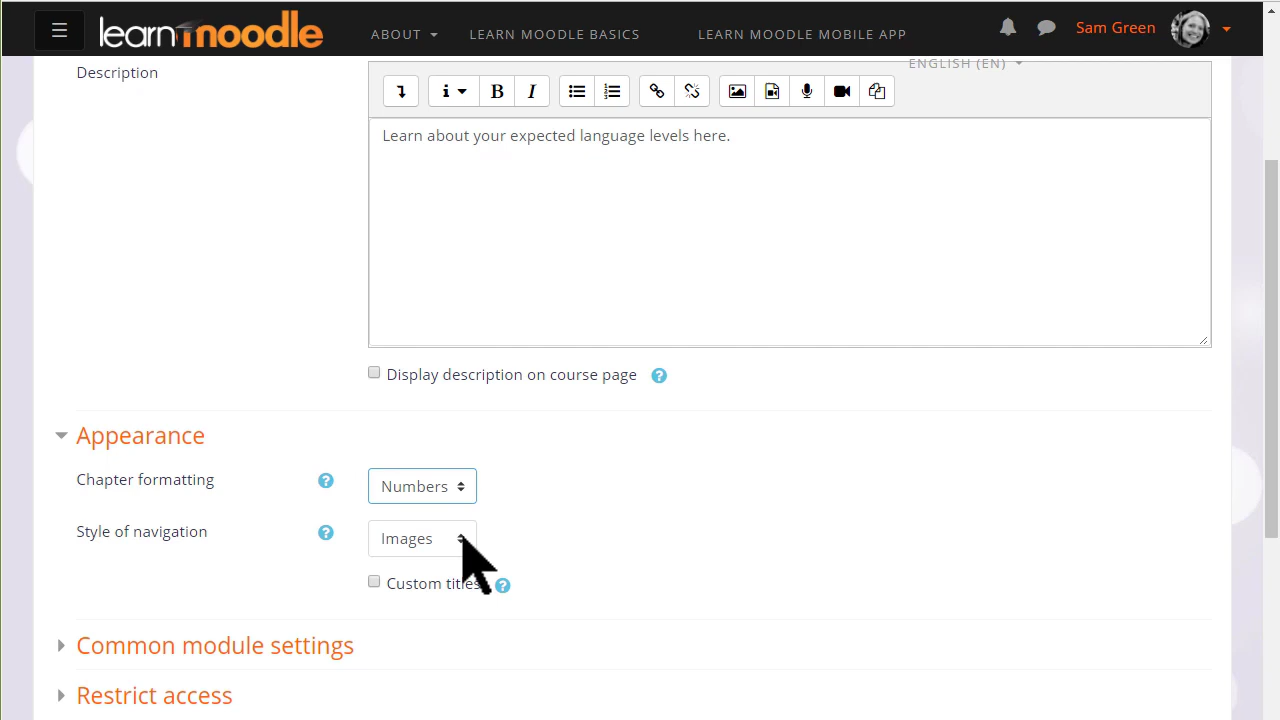 learn moodle
ABOUT
LEARN MOODLE BASICS
LEARN MOODLE MOBILE APP
Sam Green
ENGLISH (EN)
Description
B I
Learn about your expected language levels here.
Display description on course page
Appearance
Chapter formatting
Numbers
Style of navigation
Images
Custom titles
Common module settings
Restrict access